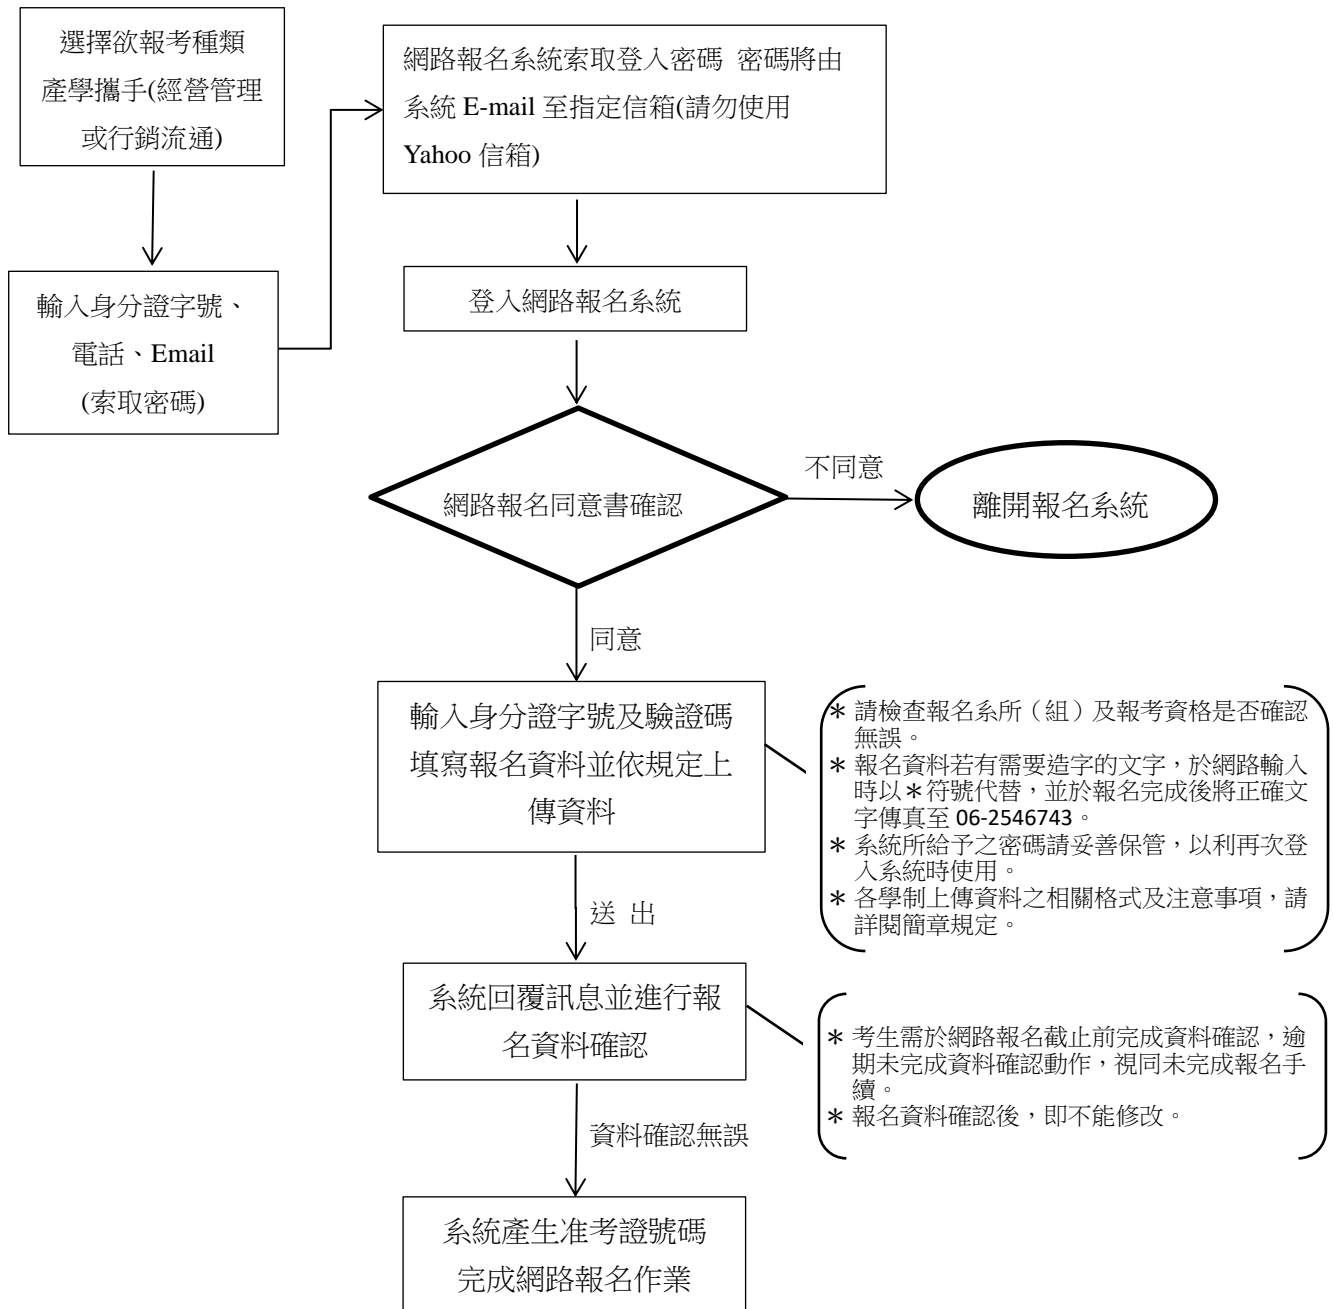 選擇欲報考種類
產學攜手(經營管理
或行銷流通)
輸入身分證字號、
電話、Email
(索取密碼)
網路報名系統索取登入密碼 密碼將由
系統 E-mail 至指定信箱(請勿使用
Yahoo 信箱)
登入網路報名系統
網路報名同意書確認
不同意
離開報名系統
同意
輸入身分證字號及驗證碼
填寫報名資料並依規定上
傳資料
＊ 請檢查報名系所（組）及報考資格是否確認
無誤。
＊ 報名資料若有需要造字的文字，於網路輸入
時以＊符號代替，並於報名完成後將正確文
字傳真至 06-2546743。
＊ 系統所給予之密碼請妥善保管，以利再次登
入系統時使用。
＊ 各學制上傳資料之相關格式及注意事項，請
詳閱簡章規定。
送 出
系統回覆訊息並進行報
名資料確認
＊ 考生需於網路報名截止前完成資料確認，逾
期未完成資料確認動作，視同未完成報名手
續。
＊ 報名資料確認後，即不能修改。
資料確認無誤
系統產生准考證號碼
完成網路報名作業